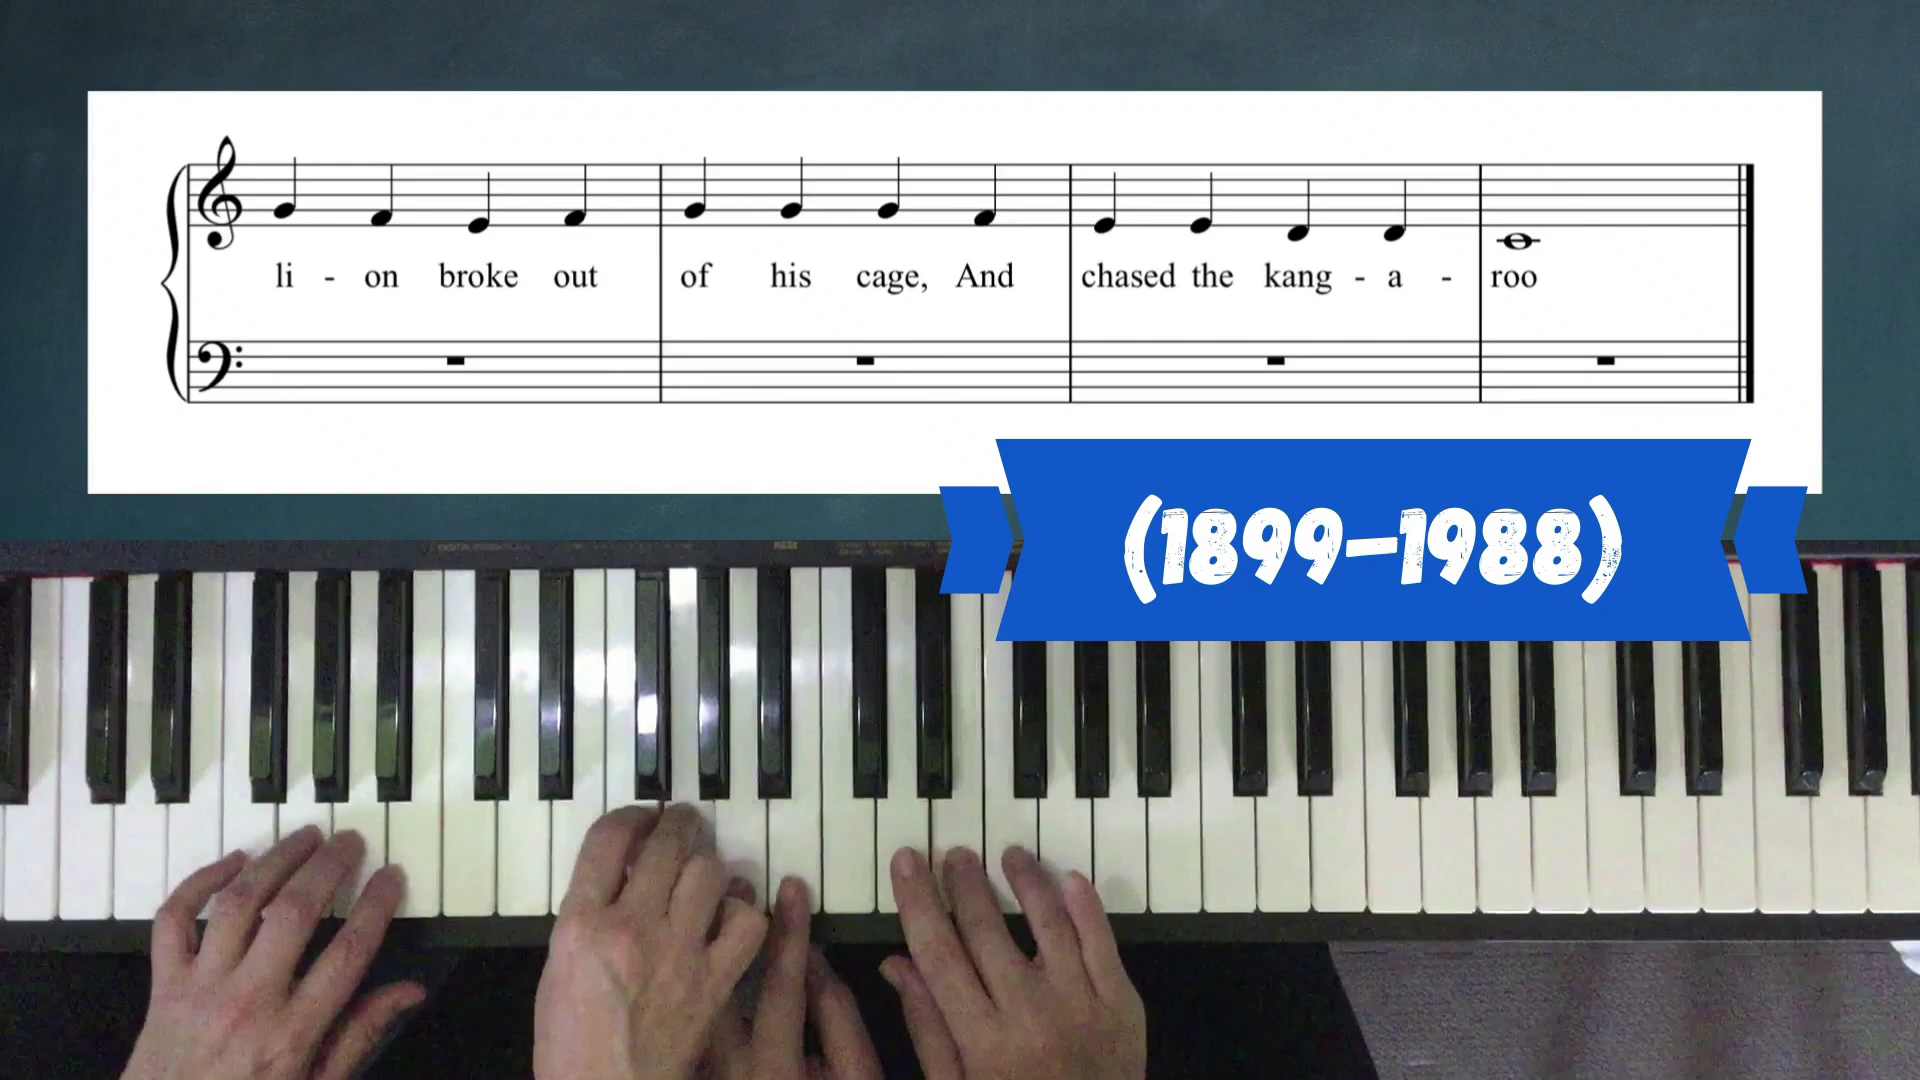 li - on broke out of his cage, And chased the kang - a - roo
(1899–1988)